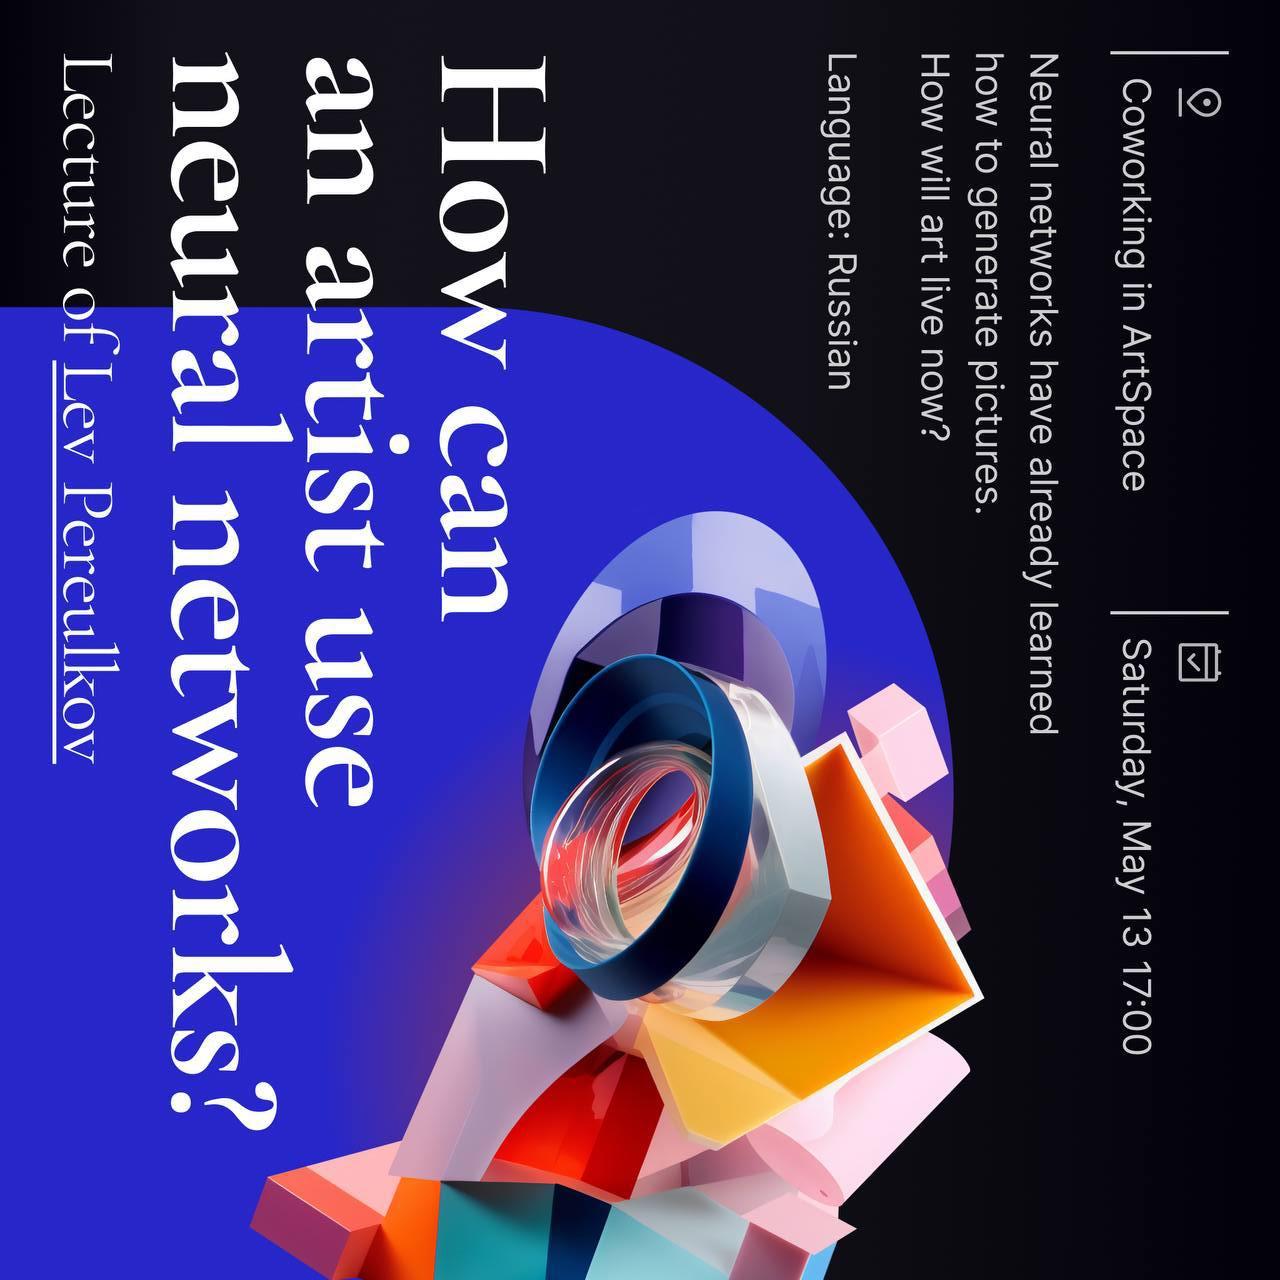 Coworking in ArtSpace
Saturday, May 13 17:00
Neural networks have already learned
how to generate pictures.
How will art live now?
Language: Russian
How can
an artist use
neural networks?
Lecture of Lev Pereulkov